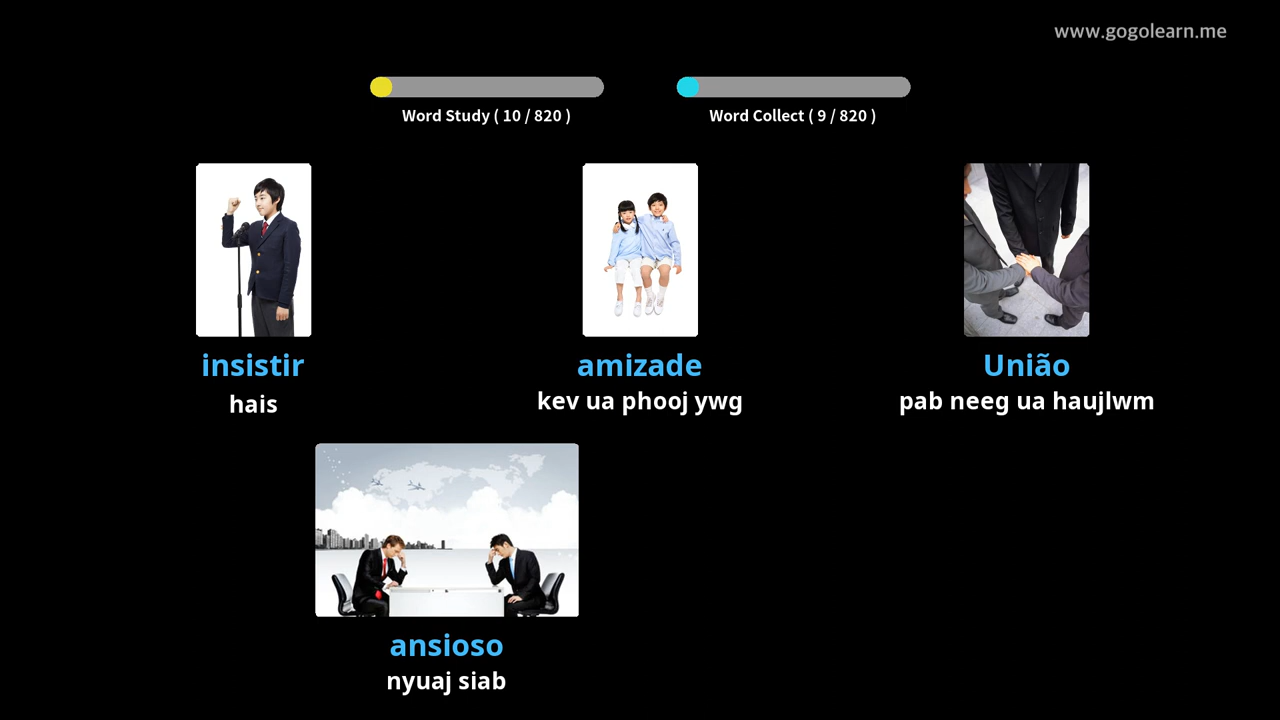 www.gogolearn.me
Word Study ( 10 / 820 )
Word Collect ( 9 / 820 )
insistir
hais
amizade
kev ua phooj ywg
União
pab neeg ua haujlwm
ansioso
nyuaj siab